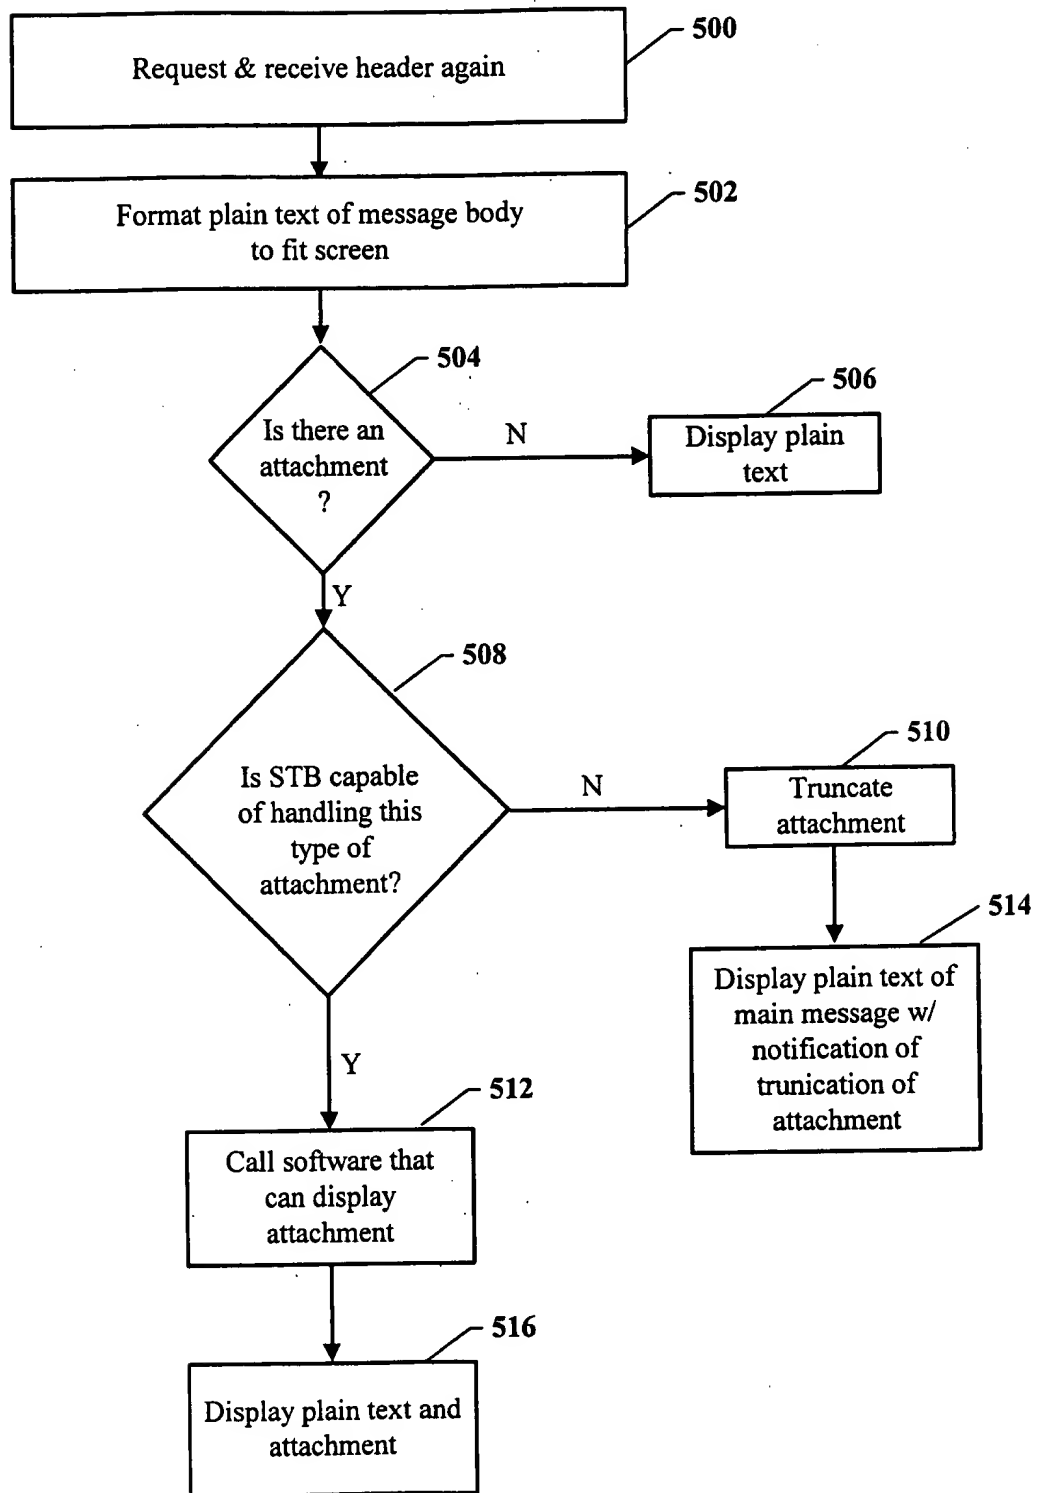 500
Request & receive header again
502
Format plain text of message body
to fit screen
504
Is there an
attachment
?
N
506
Display plain
text
Y
508
Is STB capable
of handling this
type of
attachment?
N
510
Truncate
attachment
514
Display plain text of
main message w/
notification of
trunication of
attachment
Y
512
Call software that
can display
attachment
516
Display plain text and
attachment